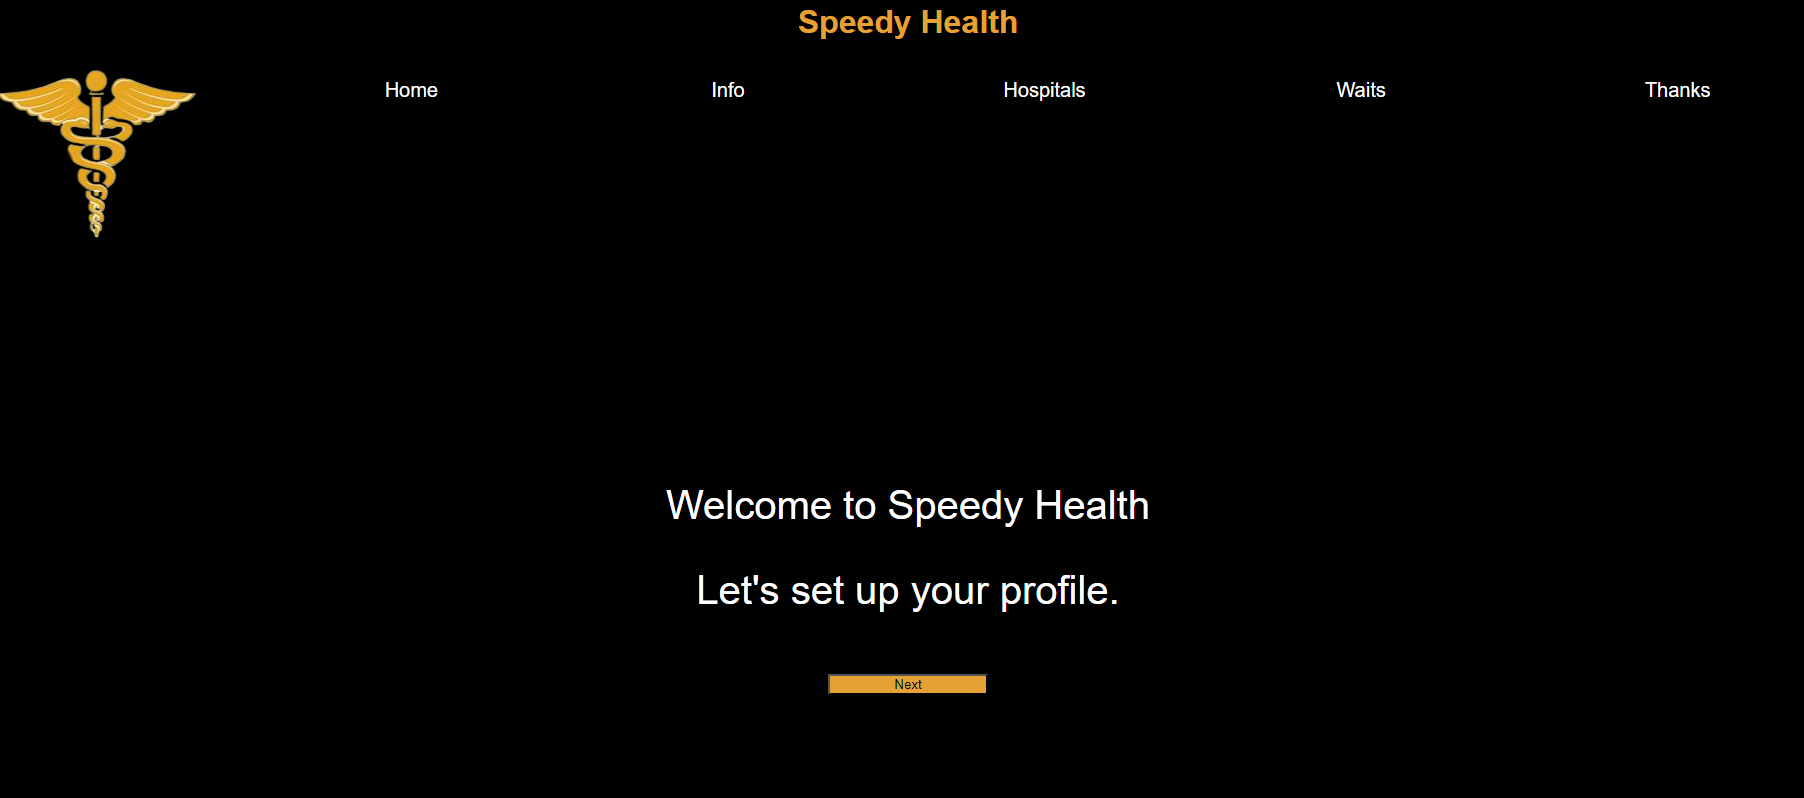 Speedy Health
Home Info Hospitals Waits Thanks
Welcome to Speedy Health
Let's set up your profile.
Next